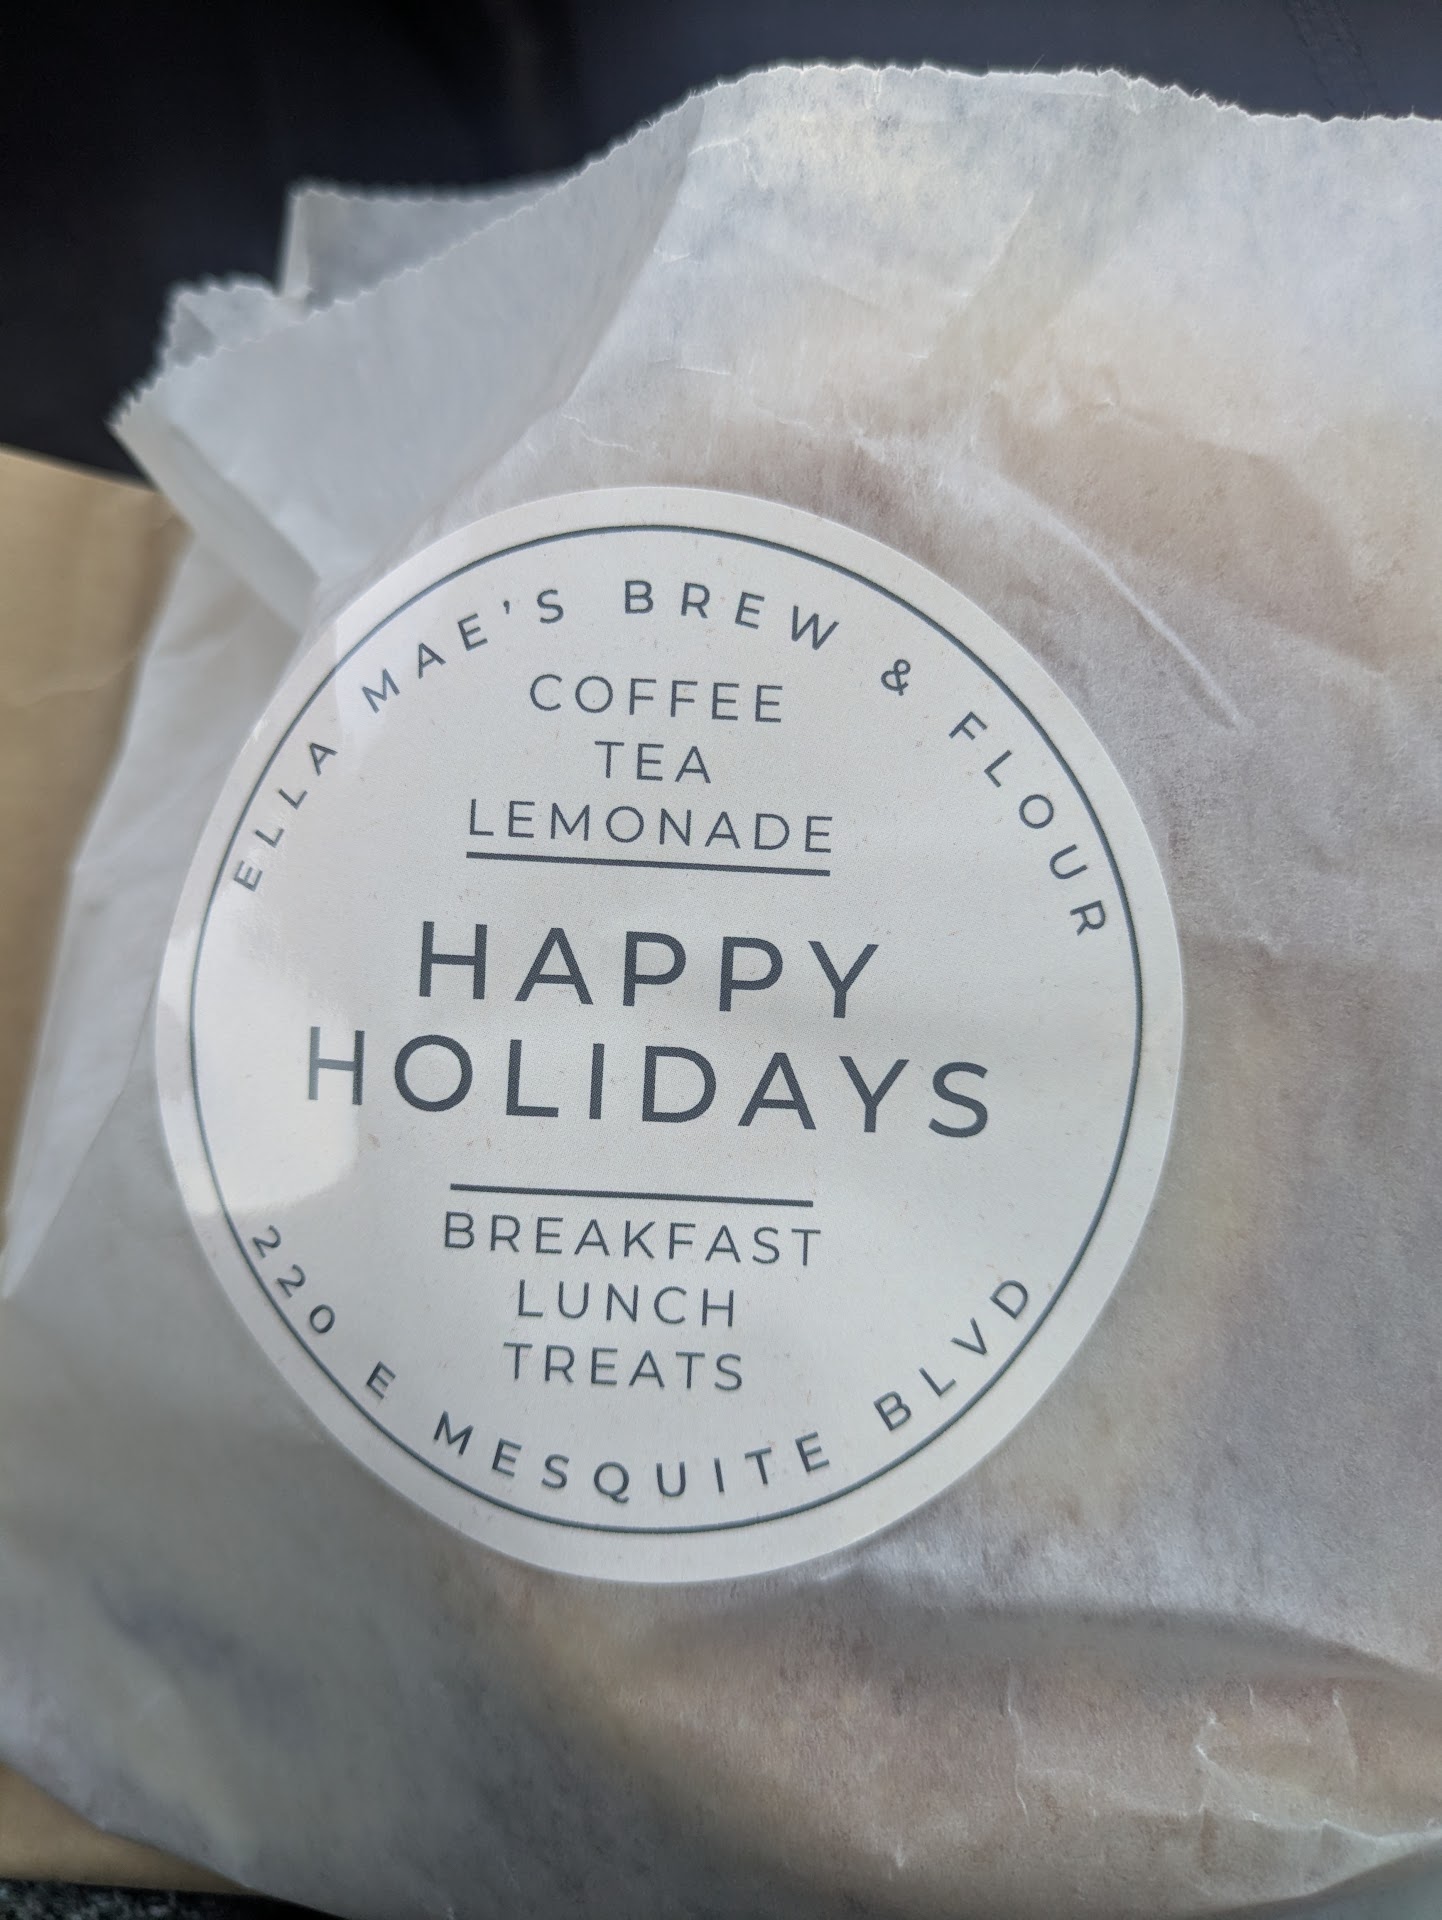 ELLA MAE'S BREW & FLOUR
COFFEE
TEA
LEMONADE
HAPPY
HOLIDAYS
BREAKFAST
LUNCH
TREATS
220 E MESQUITE BLVD